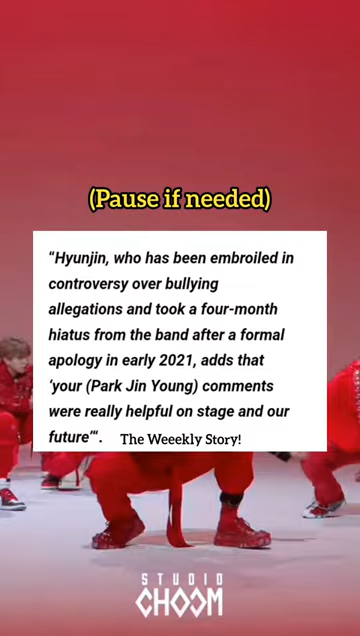 (Pause if needed)
"Hyunjin, who has been embroiled in
controversy over bullying
allegations and took a four-month
hiatus from the band after a formal
apology in early 2021, adds that
‘your (Park Jin Young) comments
were really helpful on stage and our
future’“.
The Weeekly Story!
STUDIO
CHOOM